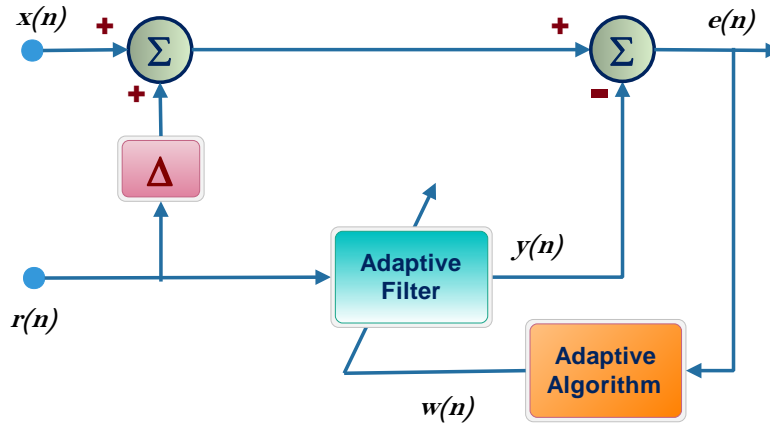 x(n)
+
Σ
+
Σ
e(n)
+
−
Δ
Adaptive
Filter
y(n)
r(n)
Adaptive
Algorithm
w(n)